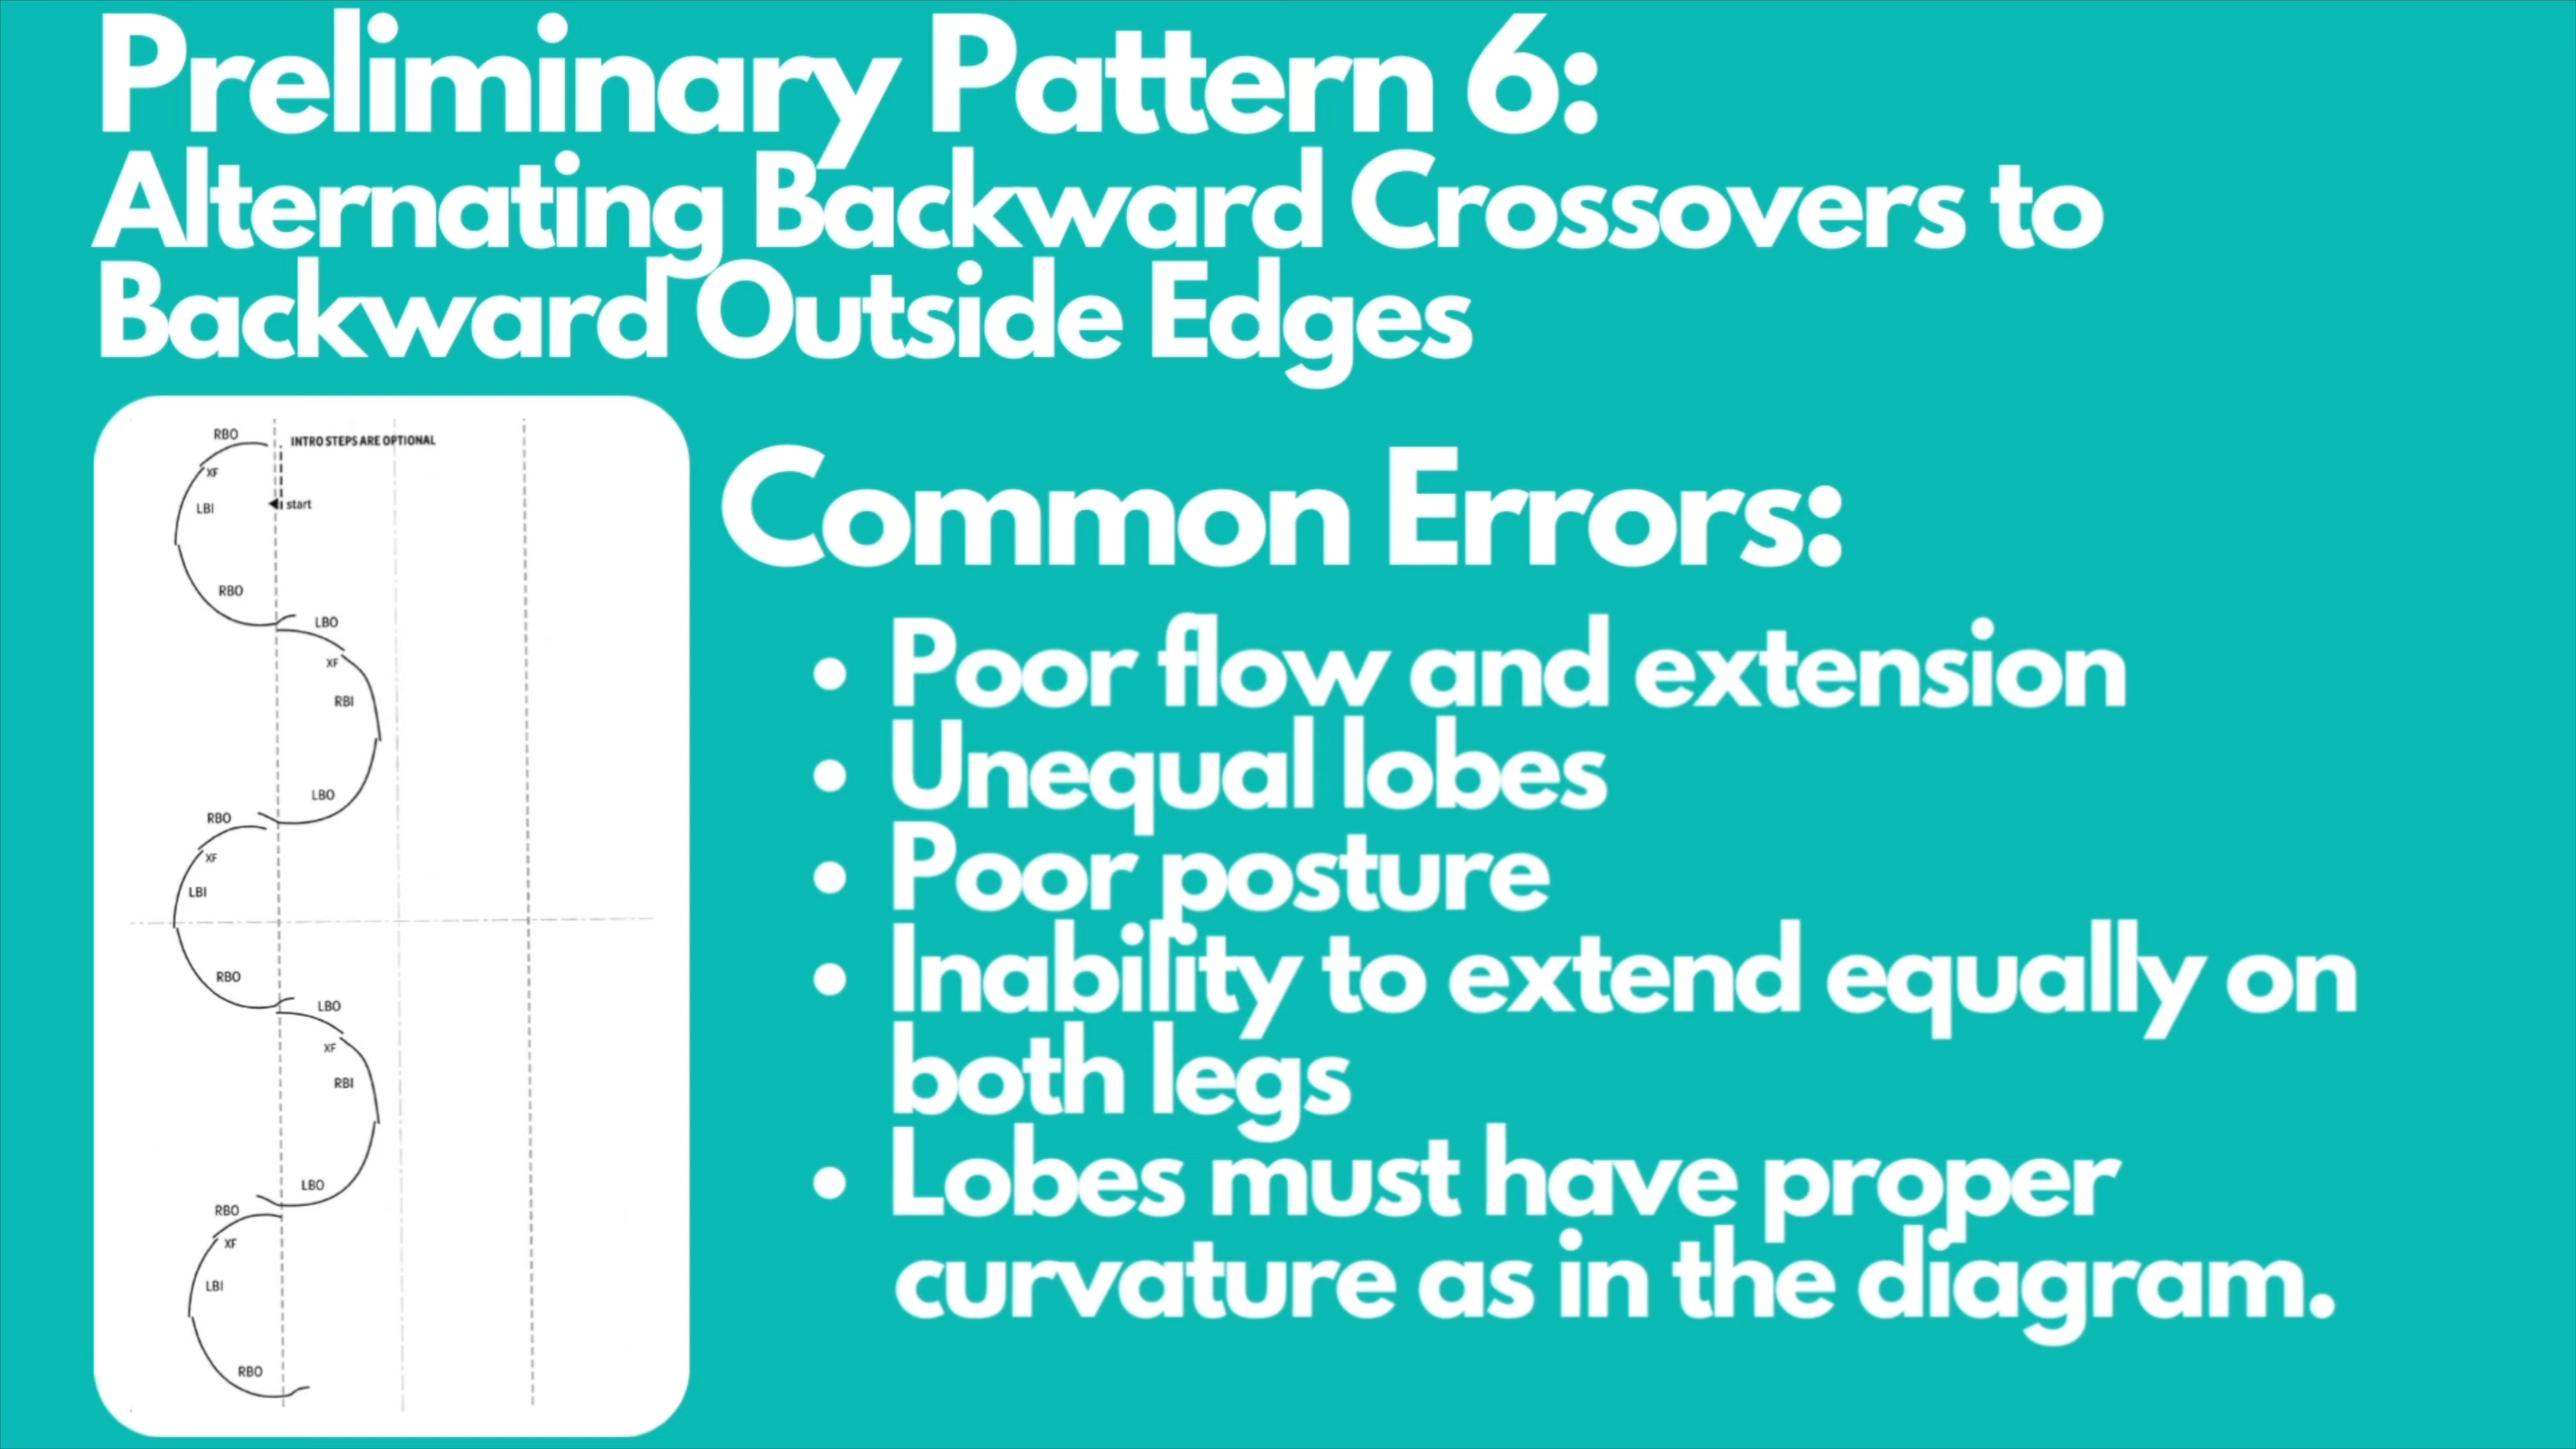 Preliminary Pattern 6:
Alternating Backward Crossovers to
Backward Outside Edges
RBO
INTRO STEPS ARE OPTIONAL
XF
LBI
start
RBO
LBO
XF
RBI
LBO
RBO
XF
LBI
RBO
LBO
XF
RBI
LBO
RBO
XF
LBI
RBO
Common Errors:
• Poor flow and extension
• Unequal lobes
• Poor posture
• Inability to extend equally on
both legs
• Lobes must have proper
curvature as in the diagram.